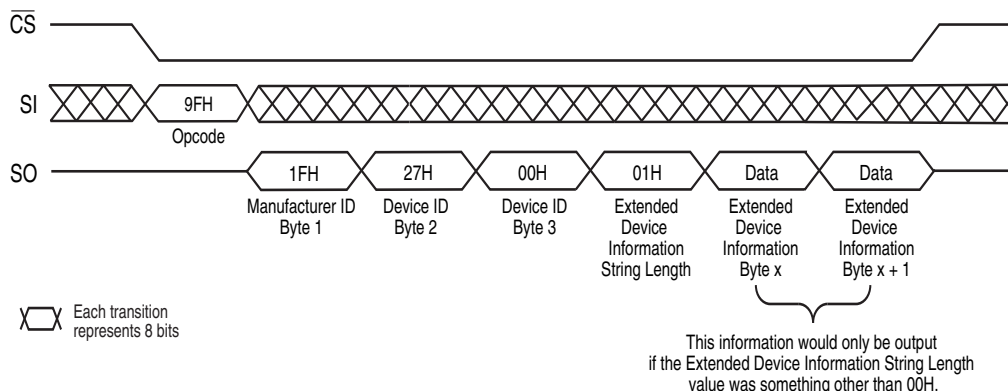 CS
SI
9FH
Opcode
SO
1FH
27H
00H
01H
Data
Data
Manufacturer ID
Byte 1
Device ID
Byte 2
Device ID
Byte 3
Extended
Device
Information
String Length
Extended
Device
Information
Byte x
Extended
Device
Information
Byte x + 1
Each transition
represents 8 bits
This information would only be output
if the Extended Device Information String Length
value was something other than 00H.